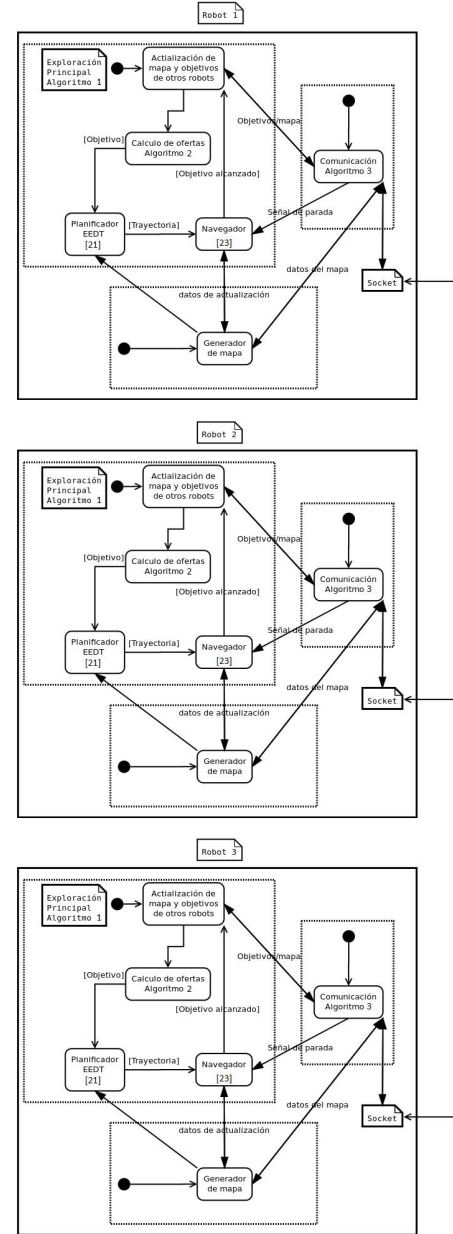 Robot 1
Exploración
Principal
Algoritmo 1
Actialización de
mapa y objetivos
de otros robots
Objetivos/mapa
[Objetivo]
Calculo de ofertas
Algoritmo 2
Comunicación
Algoritmo 3
[Objetivo alcanzado]
Señal de parada
Planificador
EEDT
[21]
[Trayectoria]
Navegador
[23]
datos del mapa
Socket
datos de actualización
Generador
de mapa
Robot 2
Exploración
Principal
Algoritmo 1
Actialización de
mapa y objetivos
de otros robots
Objetivos/mapa
[Objetivo]
Calculo de ofertas
Algoritmo 2
Comunicación
Algoritmo 3
[Objetivo alcanzado]
Señal de parada
Planificador
EEDT
[21]
[Trayectoria]
Navegador
[23]
datos del mapa
Socket
datos de actualización
Generador
de mapa
Robot 3
Exploración
Principal
Algoritmo 1
Actialización de
mapa y objetivos
de otros robots
Objetivos/mapa
[Objetivo]
Calculo de ofertas
Algoritmo 2
Comunicación
Algoritmo 3
[Objetivo alcanzado]
Señal de parada
Planificador
EEDT
[21]
[Trayectoria]
Navegador
[23]
datos del mapa
Socket
datos de actualización
Generador
de mapa